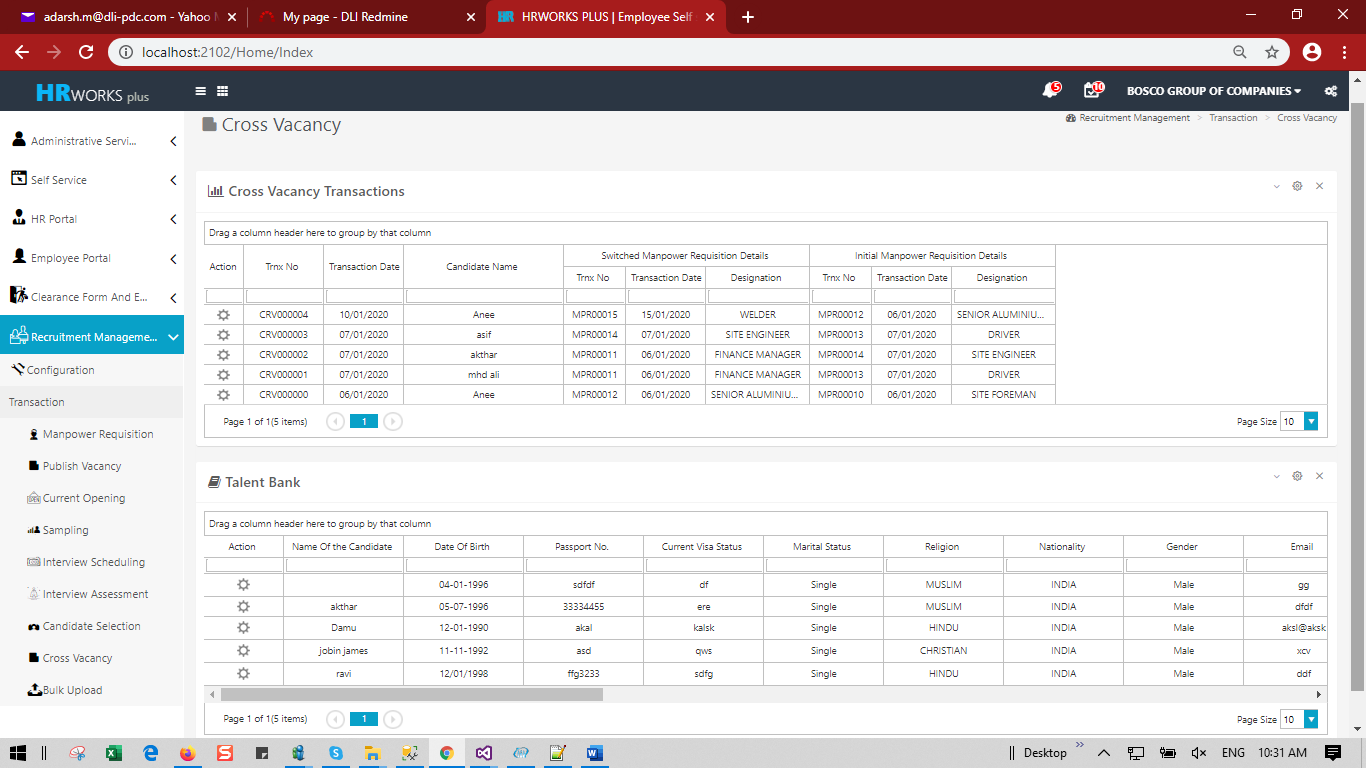 adarsh.m@dli-pdc.com - Yahoo M
My page - DLI Redmine
HRWORKS PLUS | Employee Self
localhost:2102/Home/Index
HRWORKS plus
5
10
BOSCO GROUP OF COMPANIES
Cross Vacancy
Recruitment Management > Transaction > Cross Vacancy
Administrative Servi...
Self Service
HR Portal
Employee Portal
Clearance Form And E...
Recruitment Manageme...
Configuration
Transaction
Manpower Requisition
Publish Vacancy
Current Opening
Sampling
Interview Scheduling
Interview Assessment
Candidate Selection
Cross Vacancy
Bulk Upload
Cross Vacancy Transactions
Drag a column header here to group by that column
Action Trnx No Transaction Date Candidate Name Switched Manpower Requisition Details Initial Manpower Requisition Details
Trnx No Transaction Date Designation Trnx No Transaction Date Designation
CRV000004 10/01/2020 Anee MPR00015 15/01/2020 WELDER MPR00012 06/01/2020 SENIOR ALUMINIU...
CRV000003 07/01/2020 asif MPR00014 07/01/2020 SITE ENGINEER MPR00013 07/01/2020 DRIVER
CRV000002 07/01/2020 akthar MPR00011 06/01/2020 FINANCE MANAGER MPR00014 07/01/2020 SITE ENGINEER
CRV000001 07/01/2020 mhd ali MPR00011 06/01/2020 FINANCE MANAGER MPR00013 07/01/2020 DRIVER
CRV000000 06/01/2020 Anee MPR00012 06/01/2020 SENIOR ALUMINIU... MPR00010 06/01/2020 SITE FOREMAN
Page 1 of 1(5 items) 1 Page Size 10
Talent Bank
Drag a column header here to group by that column
Action Name Of the Candidate Date Of Birth Passport No. Current Visa Status Marital Status Religion Nationality Gender Email
04-01-1996 sdfdf df Single MUSLIM INDIA Male gg
akthar 05-07-1996 33334455 ere Single MUSLIM INDIA Male dfdf
Damu 12-01-1990 akal kalsk Single HINDU INDIA Male aksl@aksk
jobin james 11-11-1992 asd qws Single CHRISTIAN INDIA Male xcv
ravi 12/01/1998 ffg3233 sdfg Single HINDU INDIA Male ddf
Page 1 of 1(5 items) 1 Page Size 10
Desktop
ENG
10:31 AM